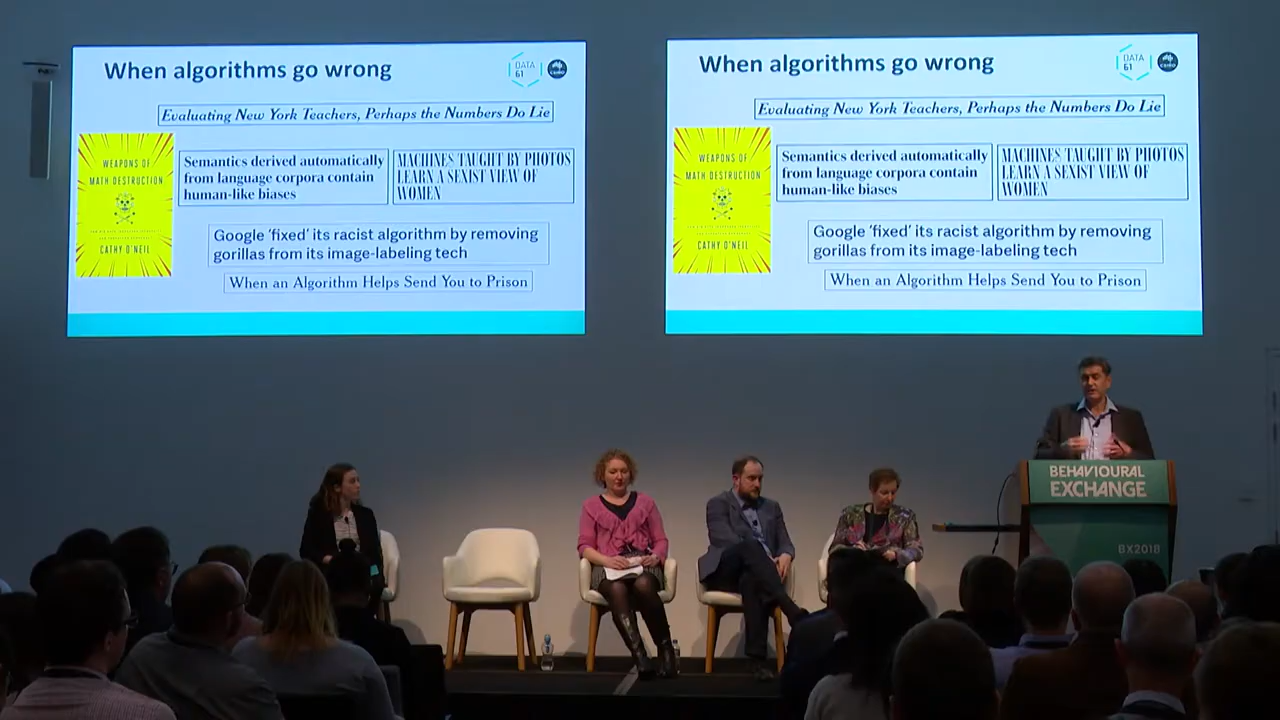 When algorithms go wrong
DATA
61
CSIRO
Evaluating New York Teachers, Perhaps the Numbers Do Lie
WEAPONS OF
MATH DESTRUCTION
CATHY O'NEIL
Semantics derived automatically
from language corpora contain
human-like biases
MACHINES TAUGHT BY PHOTOS
LEARN A SEXIST VIEW OF
WOMEN
Google 'fixed' its racist algorithm by removing
gorillas from its image-labeling tech
When an Algorithm Helps Send You to Prison
When algorithms go wrong
DATA
61
CSIRO
Evaluating New York Teachers, Perhaps the Numbers Do Lie
WEAPONS OF
MATH DESTRUCTION
CATHY O'NEIL
Semantics derived automatically
from language corpora contain
human-like biases
MACHINES TAUGHT BY PHOTOS
LEARN A SEXIST VIEW OF
WOMEN
Google 'fixed' its racist algorithm by removing
gorillas from its image-labeling tech
When an Algorithm Helps Send You to Prison
BEHAVIOURAL
EXCHANGE
BX2018